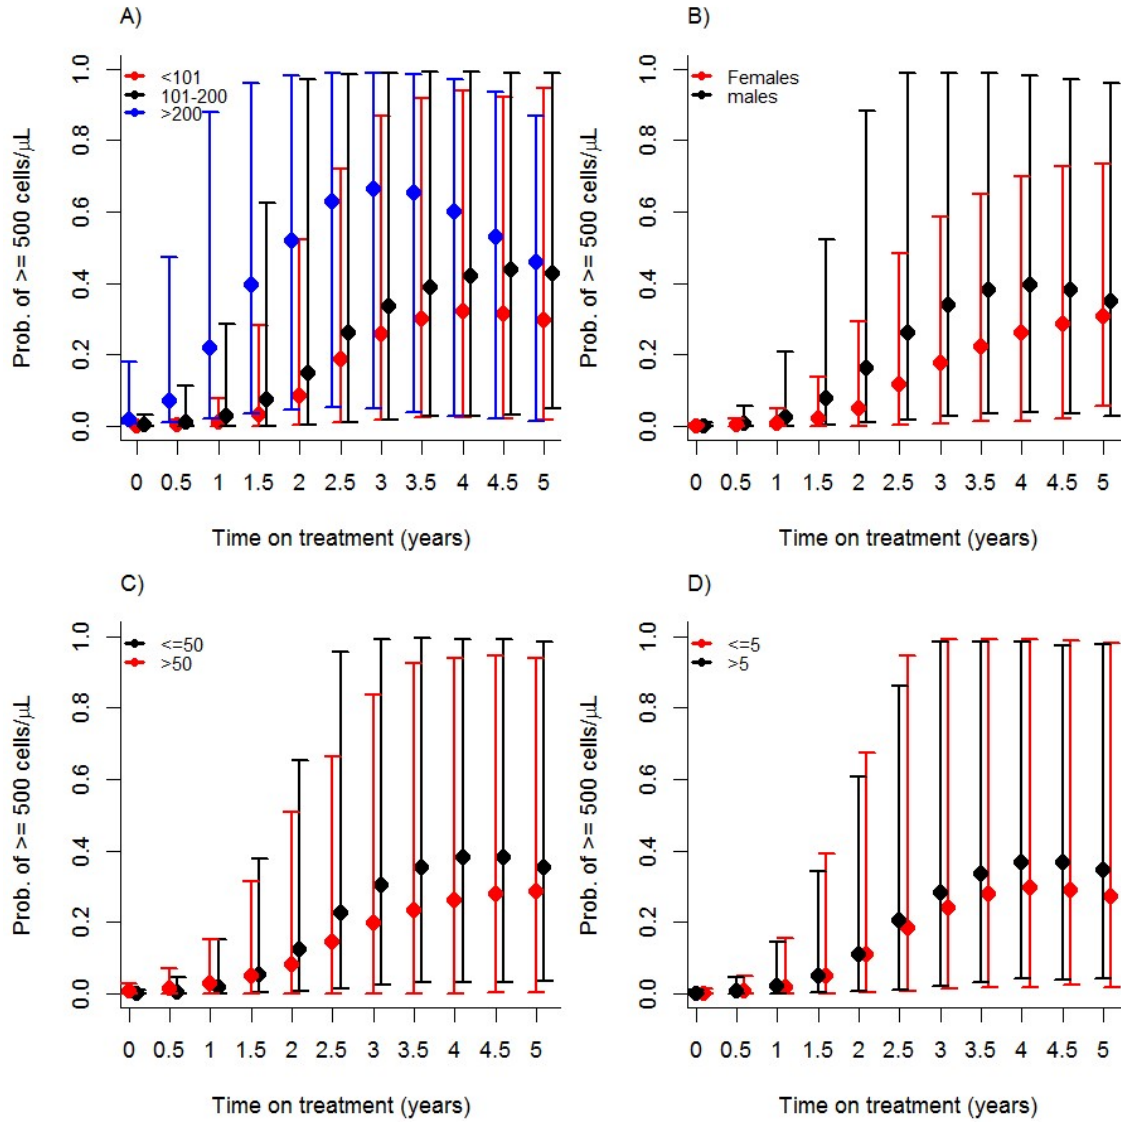 A)
Prob. of >= 500 cells/µL
1.0
0.8
0.6
0.4
0.2
0.0
<101
101-200
>200
0 0.5 1 1.5 2 2.5 3 3.5 4 4.5 5
Time on treatment (years)
B)
Prob. of >= 500 cells/µL
1.0
0.8
0.6
0.4
0.2
0.0
Females
males
0 0.5 1 1.5 2 2.5 3 3.5 4 4.5 5
Time on treatment (years)
C)
Prob. of >= 500 cells/µL
1.0
0.8
0.6
0.4
0.2
0.0
<=50
>50
0 0.5 1 1.5 2 2.5 3 3.5 4 4.5 5
Time on treatment (years)
D)
Prob. of >= 500 cells/µL
1.0
0.8
0.6
0.4
0.2
0.0
<=5
>5
0 0.5 1 1.5 2 2.5 3 3.5 4 4.5 5
Time on treatment (years)